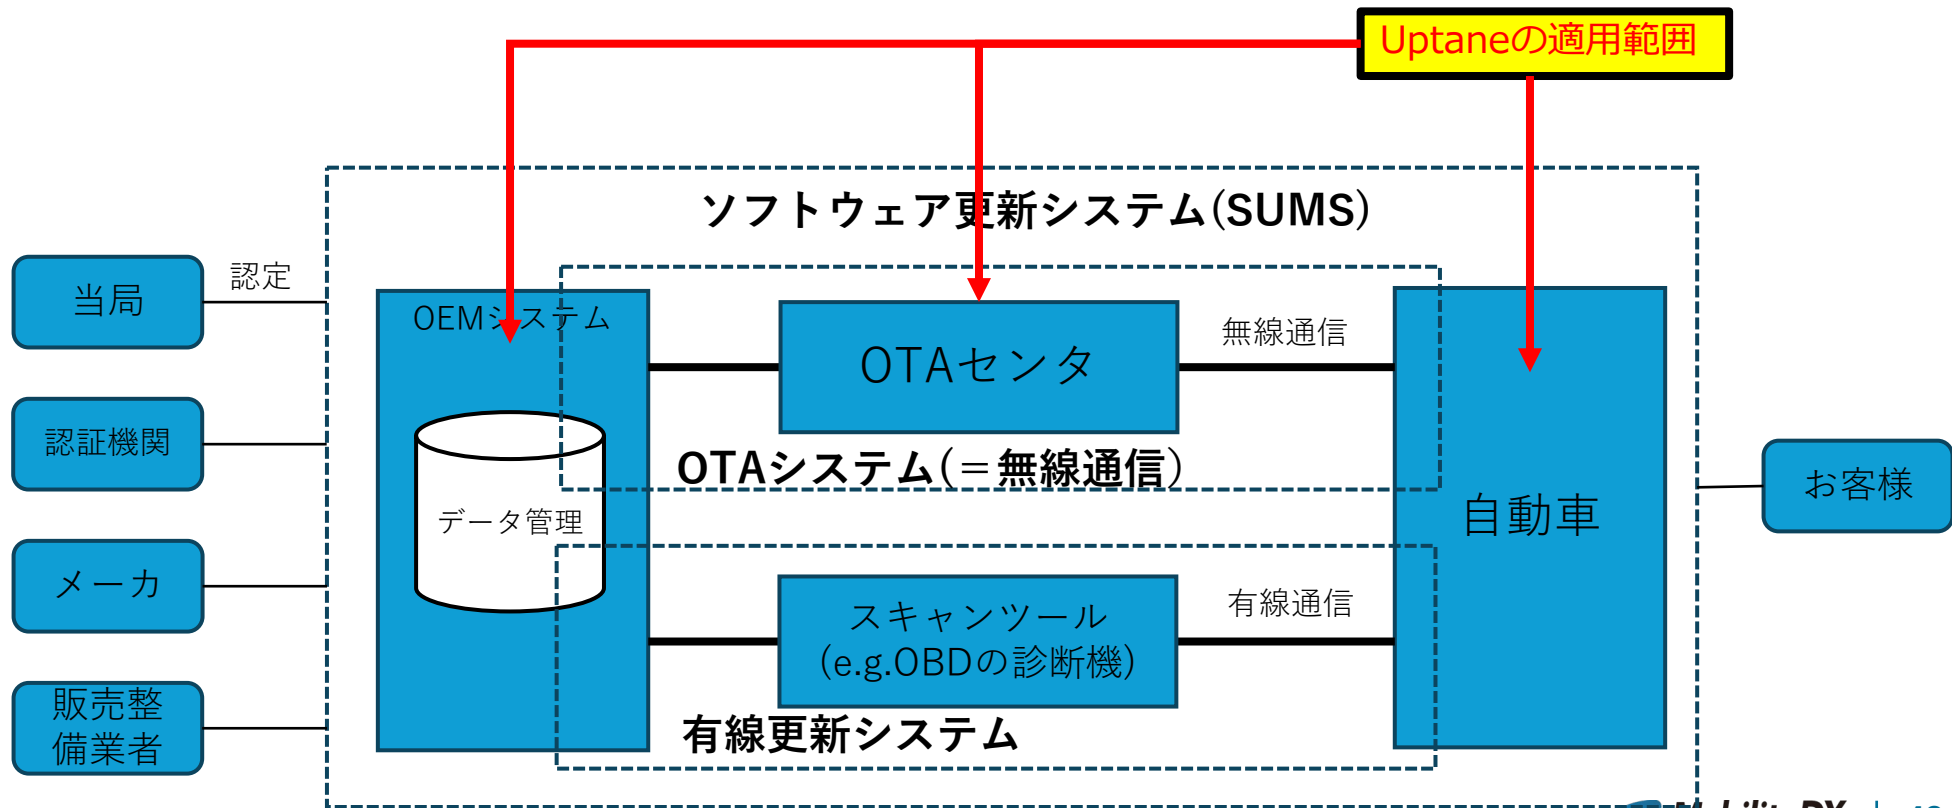 Uptaneの適用範囲
ソフトウェア更新システム(SUMS)
当局
認定
OEMシステム
無線通信
OTAセンタ
認証機関
OTAシステム(＝無線通信)
データ管理
お客様
自動車
メーカ
有線通信
スキャンツール
(e.g.OBDの診断機)
販売整
備業者
有線更新システム